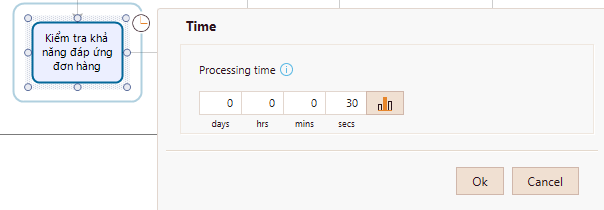 Kiểm tra khả
năng đáp ứng
đơn hàng
Time
Processing time
0 0 0 30
days hrs mins secs
Ok Cancel